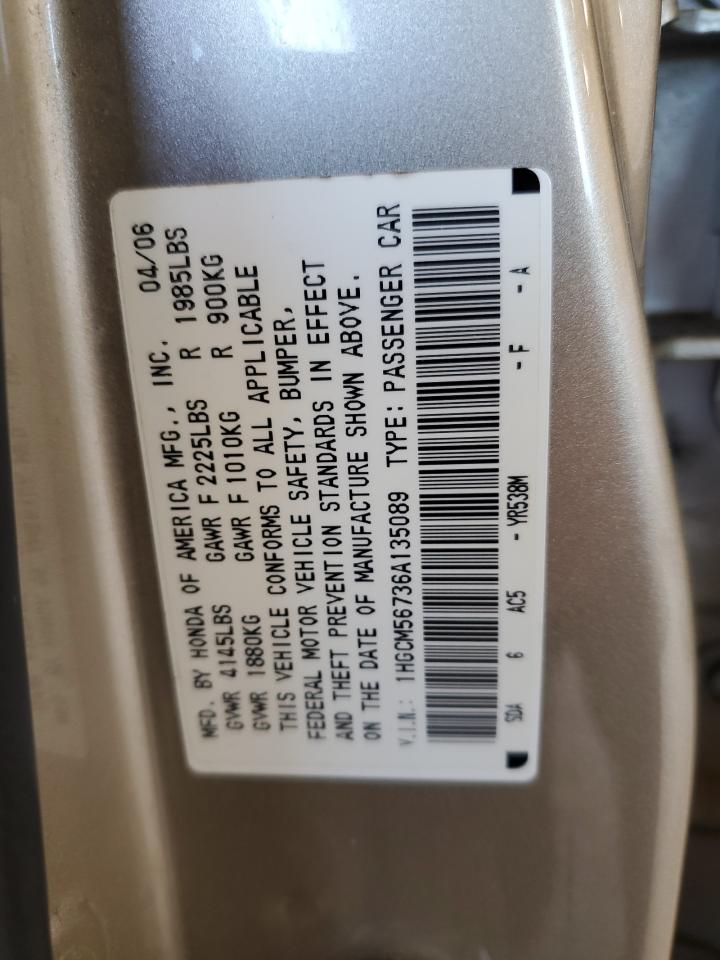 MFD. BY HONDA OF AMERICA MFG., INC. 04/06
GVWR 4145LBS GAWR F 2225LBS R 1985LBS
GVWR 1880KG GAWR F 1010KG R 900KG
THIS VEHICLE CONFORMS TO ALL APPLICABLE
FEDERAL MOTOR VEHICLE SAFETY, BUMPER,
AND THEFT PREVENTION STANDARDS IN EFFECT
ON THE DATE OF MANUFACTURE SHOWN ABOVE.
V.I.N.: 1HGCM56736A135089 TYPE: PASSENGER CAR
SDA 6 AC5 - YR538M - F - A